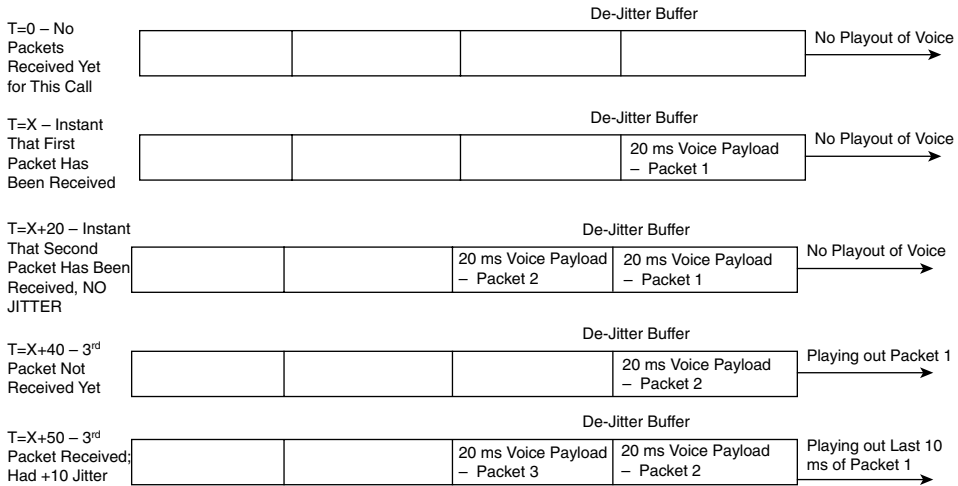 De-Jitter Buffer
T=0 – No
Packets
Received Yet
for This Call
No Playout of Voice
De-Jitter Buffer
T=X – Instant
That First
Packet Has
Been Received
20 ms Voice Payload
– Packet 1
No Playout of Voice
De-Jitter Buffer
T=X+20 – Instant
That Second
Packet Has Been
Received, NO
JITTER
20 ms Voice Payload
– Packet 2
20 ms Voice Payload
– Packet 1
No Playout of Voice
De-Jitter Buffer
T=X+40 – 3rd
Packet Not
Received Yet
20 ms Voice Payload
– Packet 2
Playing out Packet 1
De-Jitter Buffer
T=X+50 – 3rd
Packet Received;
Had +10 Jitter
20 ms Voice Payload
– Packet 3
20 ms Voice Payload
– Packet 2
Playing out Last 10
ms of Packet 1